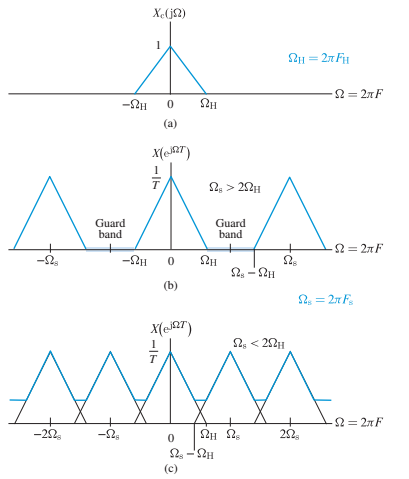 X_c(jΩ)
1
Ω_H = 2πF_H
−Ω_H 0 Ω_H Ω = 2πF
(a)
X(e^{jΩT})
1/T
Ω_s > 2Ω_H
Guard band
Guard band
−Ω_s −Ω_H 0 Ω_H Ω_s Ω = 2πF
Ω_s − Ω_H
(b)
Ω_s = 2πF_s
X(e^{jΩT})
1/T
Ω_s < 2Ω_H
−2Ω_s −Ω_s 0 Ω_H Ω_s 2Ω_s Ω = 2πF
Ω_s − Ω_H
(c)